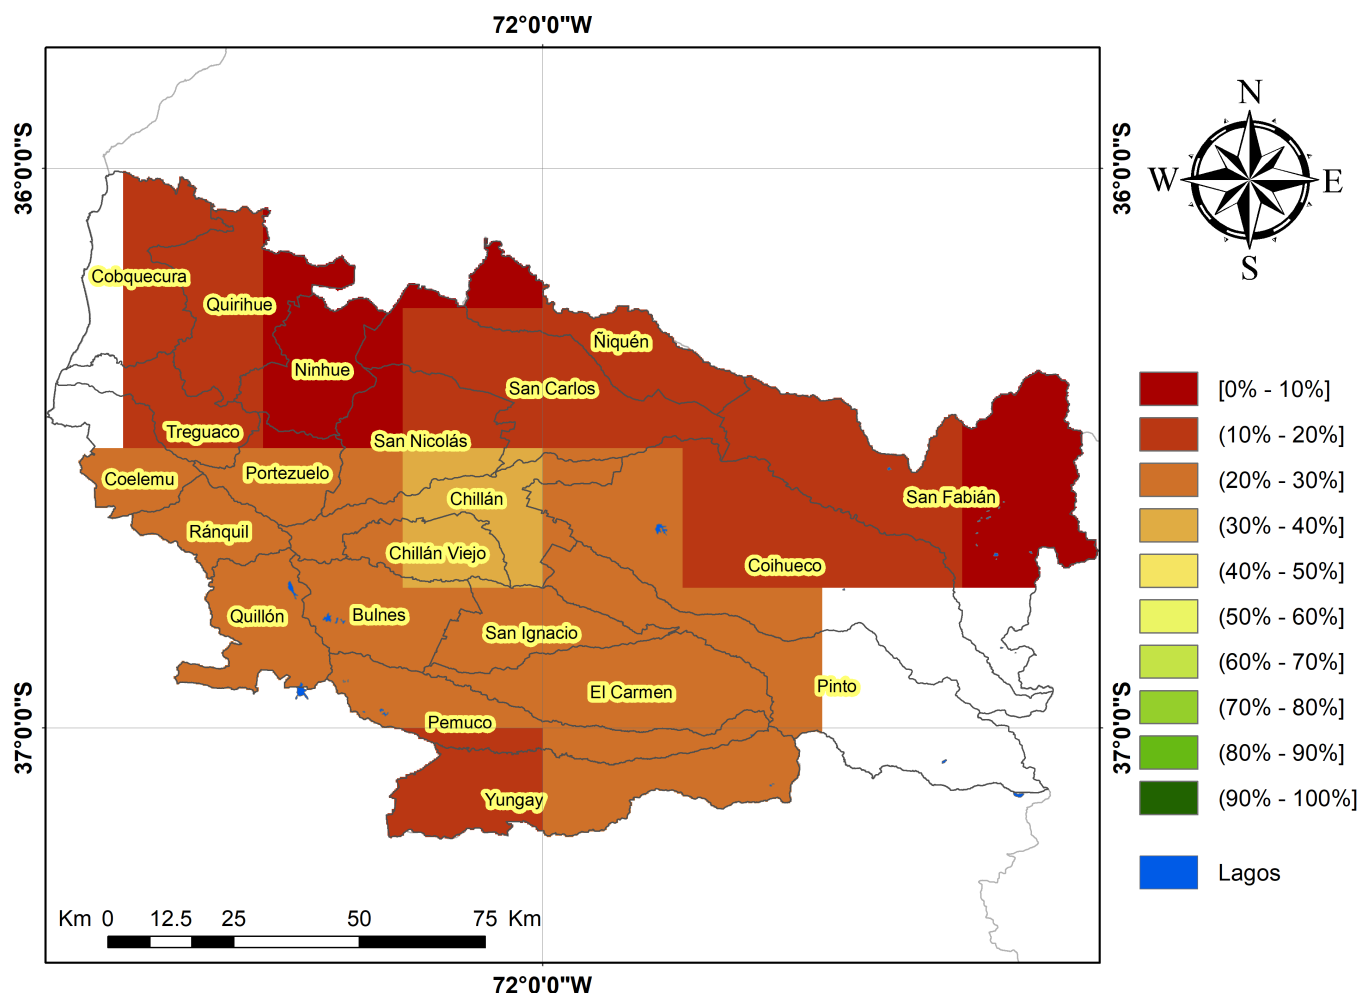 72°0'0"W
36°0'0"S
36°0'0"S
N
W
E
S
Cobquecura
Quirihue
Ñiquén
Ninhue
San Carlos
[0% - 10%]
(10% - 20%]
Treguaco
San Nicolás
Coelemu
Portezuelo
(20% - 30%]
Chillán
San Fabián
Ránquil
(30% - 40%]
Chillán Viejo
Coihueco
(40% - 50%]
Quillón
Bulnes
San Ignacio
(50% - 60%]
(60% - 70%]
El Carmen
Pinto
Pemuco
(70% - 80%]
37°0'0"S
37°0'0"S
(80% - 90%]
Yungay
(90% - 100%]
Lagos
Km 0 12.5 25 50 75 Km
72°0'0"W